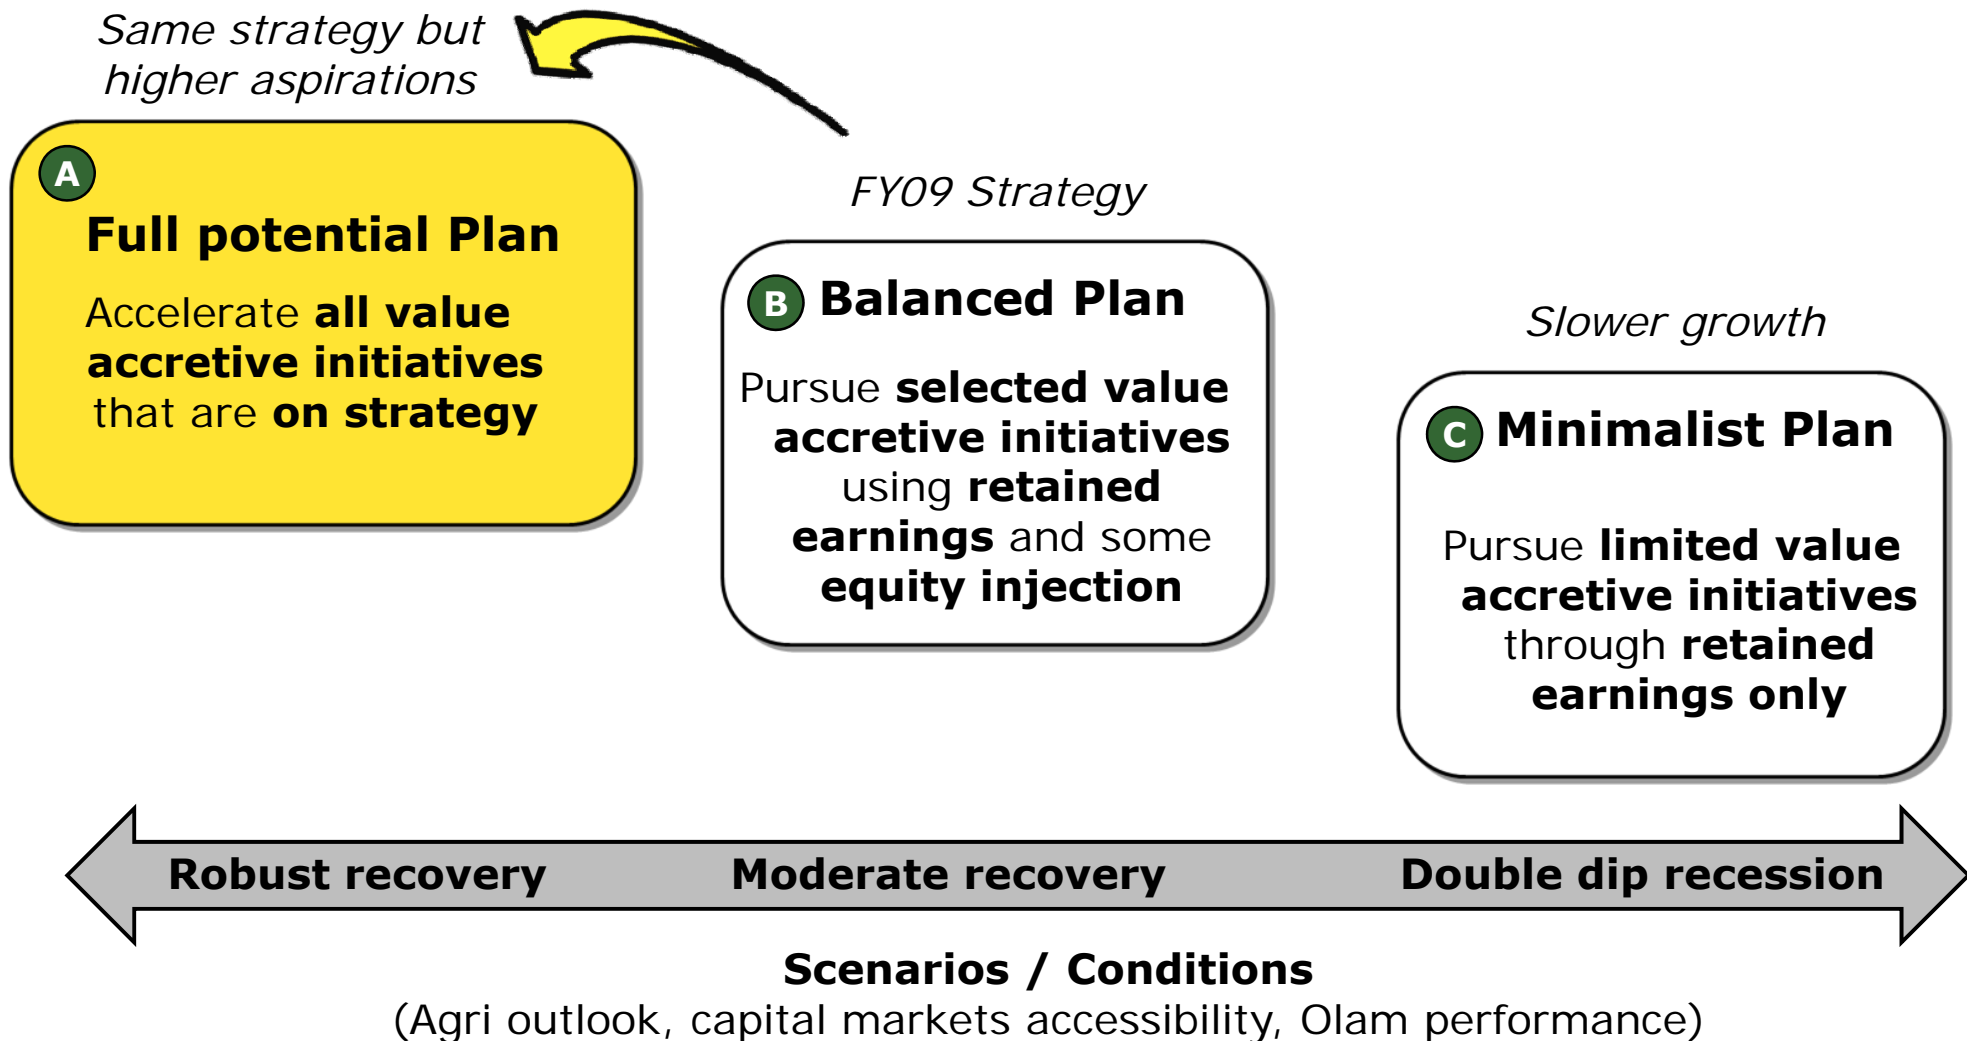 Same strategy but
higher aspirations
A
Full potential Plan
Accelerate all value
accretive initiatives
that are on strategy
FY09 Strategy
B Balanced Plan
Pursue selected value
accretive initiatives
using retained
earnings and some
equity injection
Slower growth
C Minimalist Plan
Pursue limited value
accretive initiatives
through retained
earnings only
Robust recovery Moderate recovery Double dip recession
Scenarios / Conditions
(Agri outlook, capital markets accessibility, Olam performance)